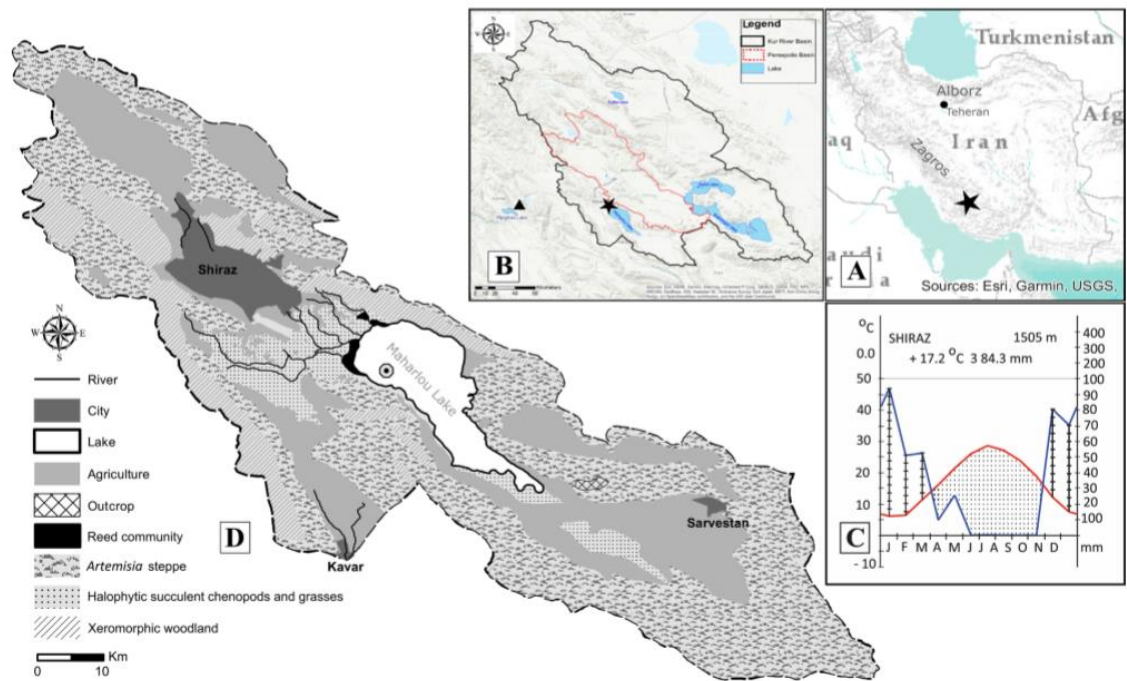 N
W E
S
Legend
Kur River Basin
Persepolis Basin
Lake
B
Turkmenistan
Alborz
Teheran
Iran
Afg
aq
Zagros
A
Sources: Esri, Garmin, USGS,
Shiraz
Maharlou Lake
Sarvestan
Kavar
D
N
W E
S
River
City
Lake
Agriculture
Outcrop
Reed community
Artemisia steppe
Halophytic succulent chenopods and grasses
Xeromorphic woodland
Km
0 10
°C
SHIRAZ 1505 m
+ 17.2 °C 3 84.3 mm
0.0
50
40
30
20
10
- 10
400
300
200
100
90
80
70
60
50
40
30
20
100
mm
J F M A M J J A S O N D
C